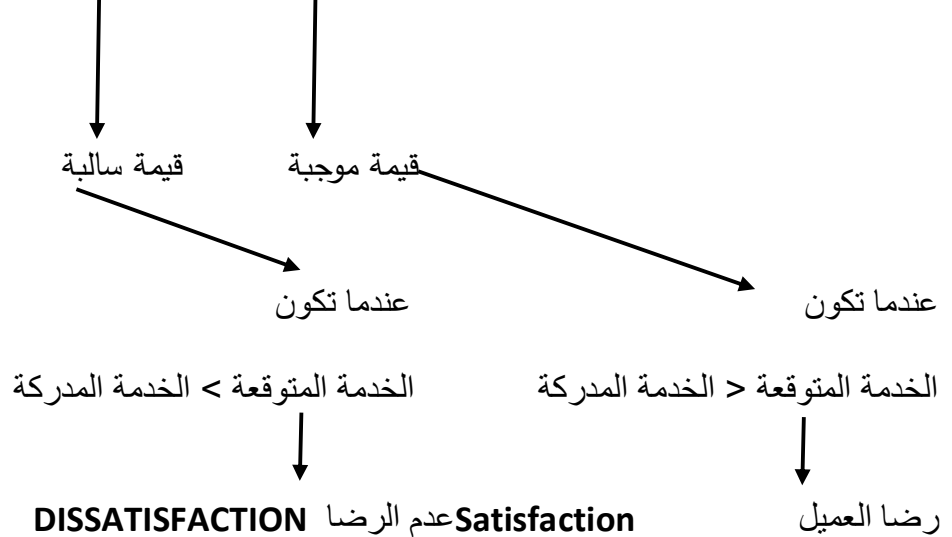 قيمة موجبة قيمة سالبة
عندما تكون عندما تكون
الخدمة المتوقعة > الخدمة المدركة الخدمة المتوقعة < الخدمة المدركة
رضا العميل Satisfaction عدم الرضا DISSATISFACTION